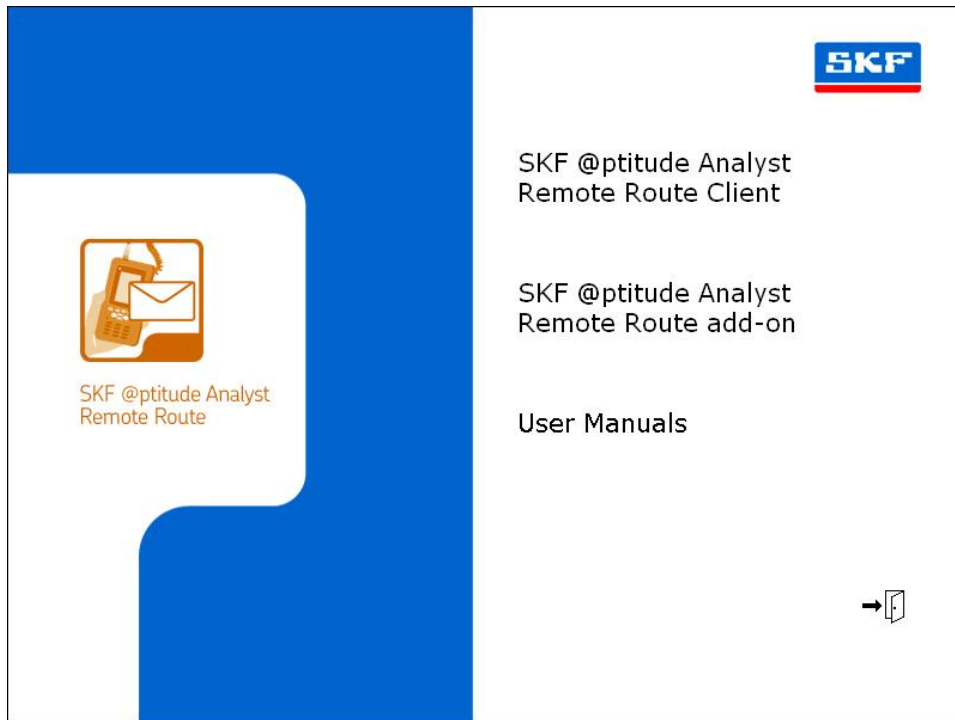 SKF
SKF @ptitude Analyst
Remote Route Client
SKF @ptitude Analyst
Remote Route add-on
SKF @ptitude Analyst
Remote Route
User Manuals